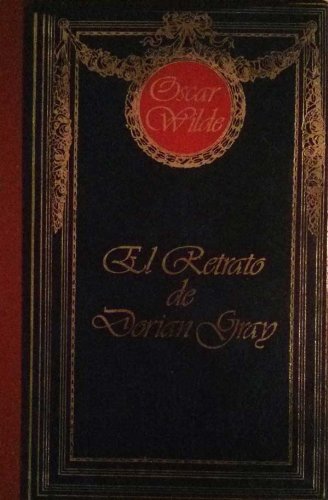 Oscar
Wilde
El Retrato
de
Dorian Gray